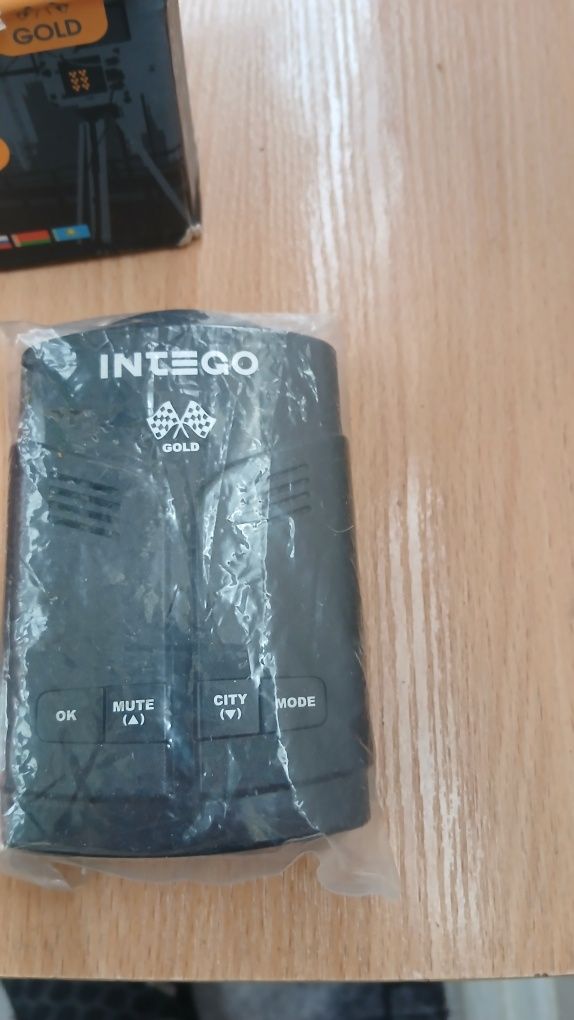 GOLD
INTEGO
GOLD
OK
MUTE
(▲)
CITY
(▼)
MODE